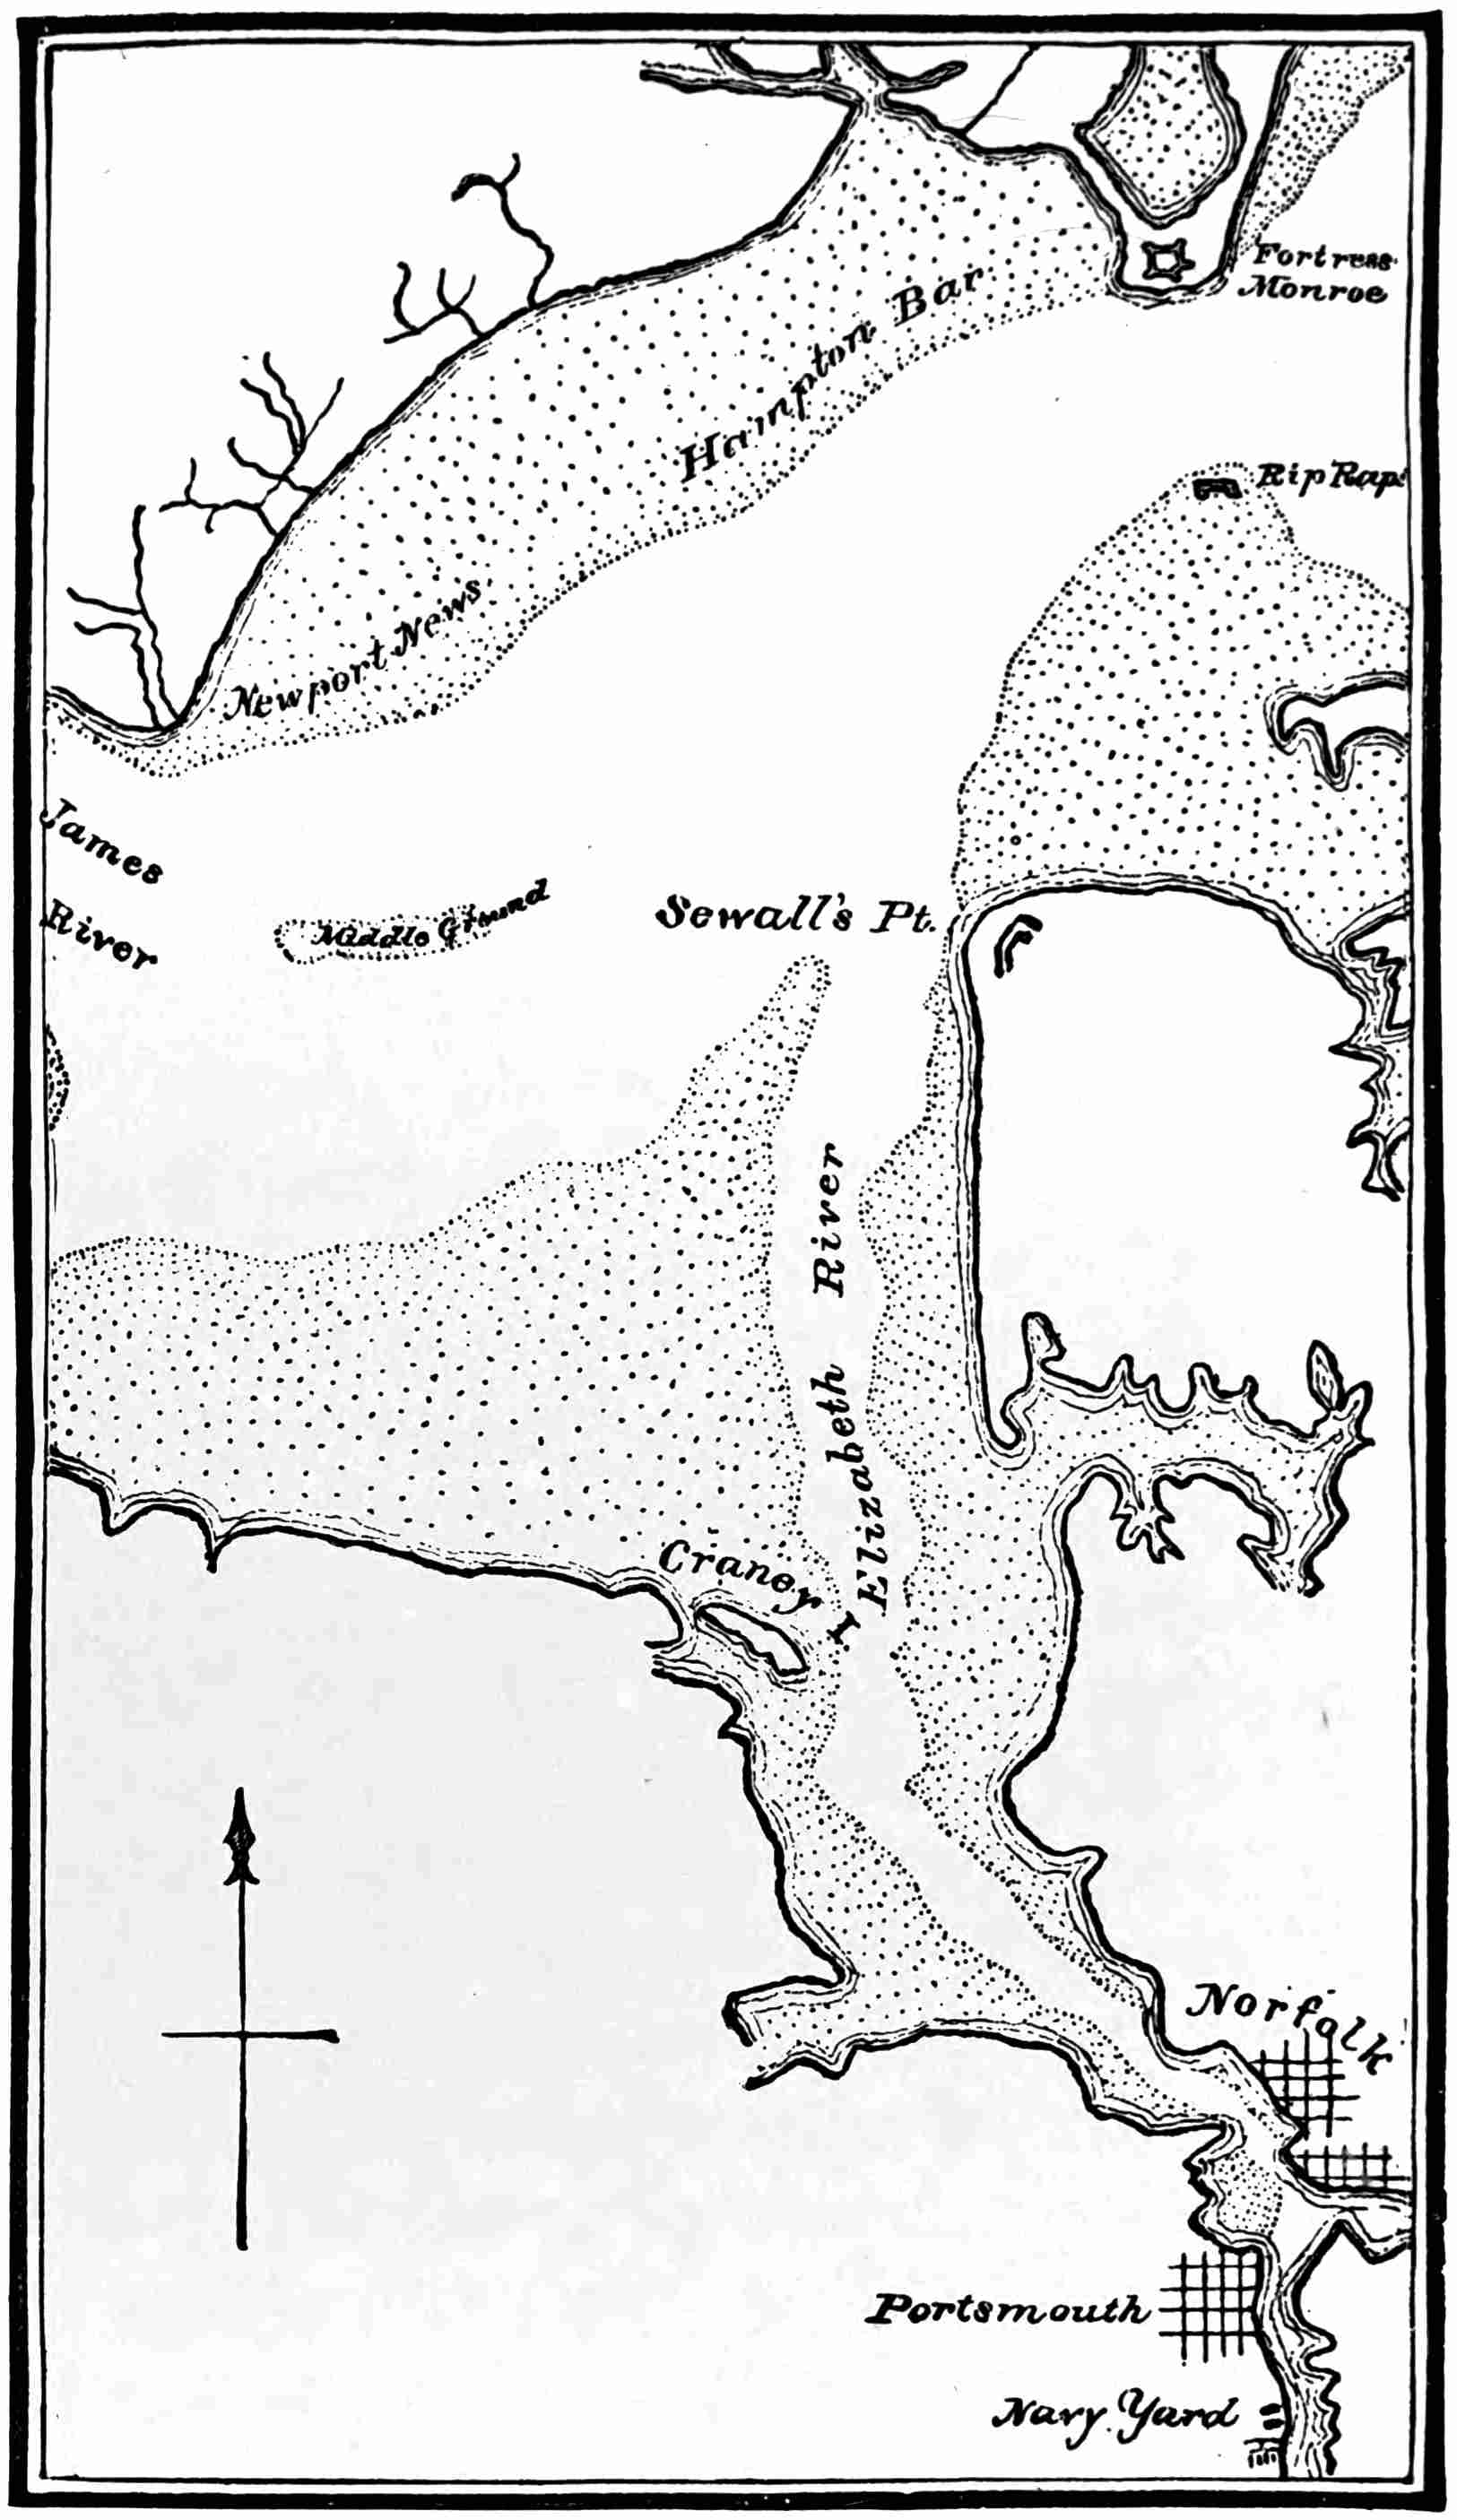 Fortress
Monroe
Hampton Bar
Rip Rap
Newport News
James
River
Middle Ground
Sewall's Pt.
Elizabeth River
Craney I
Norfolk
Portsmouth
Navy Yard